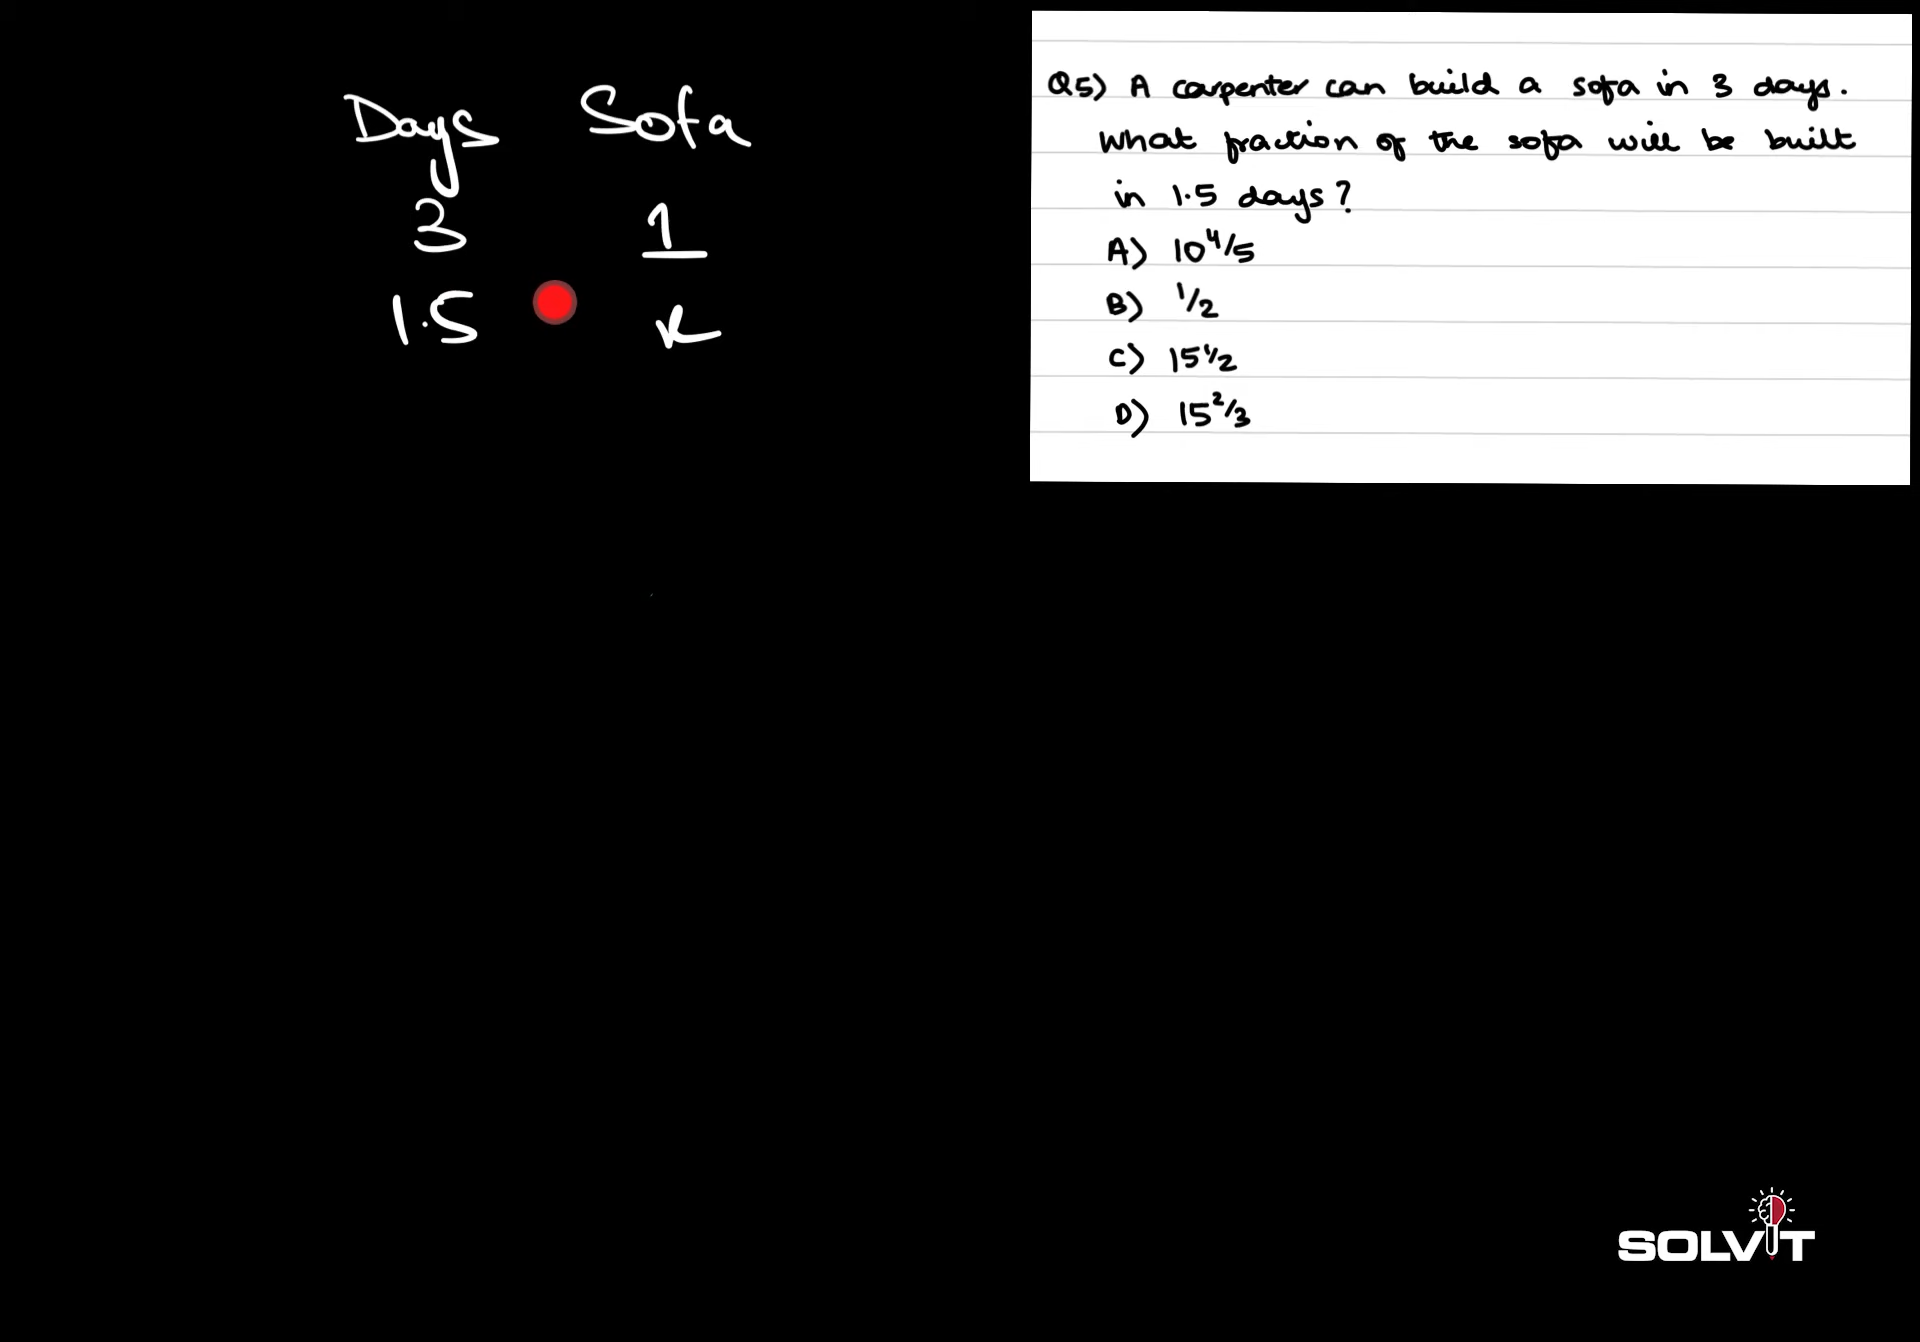 Days Sofa
3 1
1.5 x
Q5) A carpenter can build a sofa in 3 days.
What fraction of the sofa will be built
in 1.5 days?
A) 10 4/5
B) 1/2
C) 15 1/2
D) 15 2/3
SOLVIT